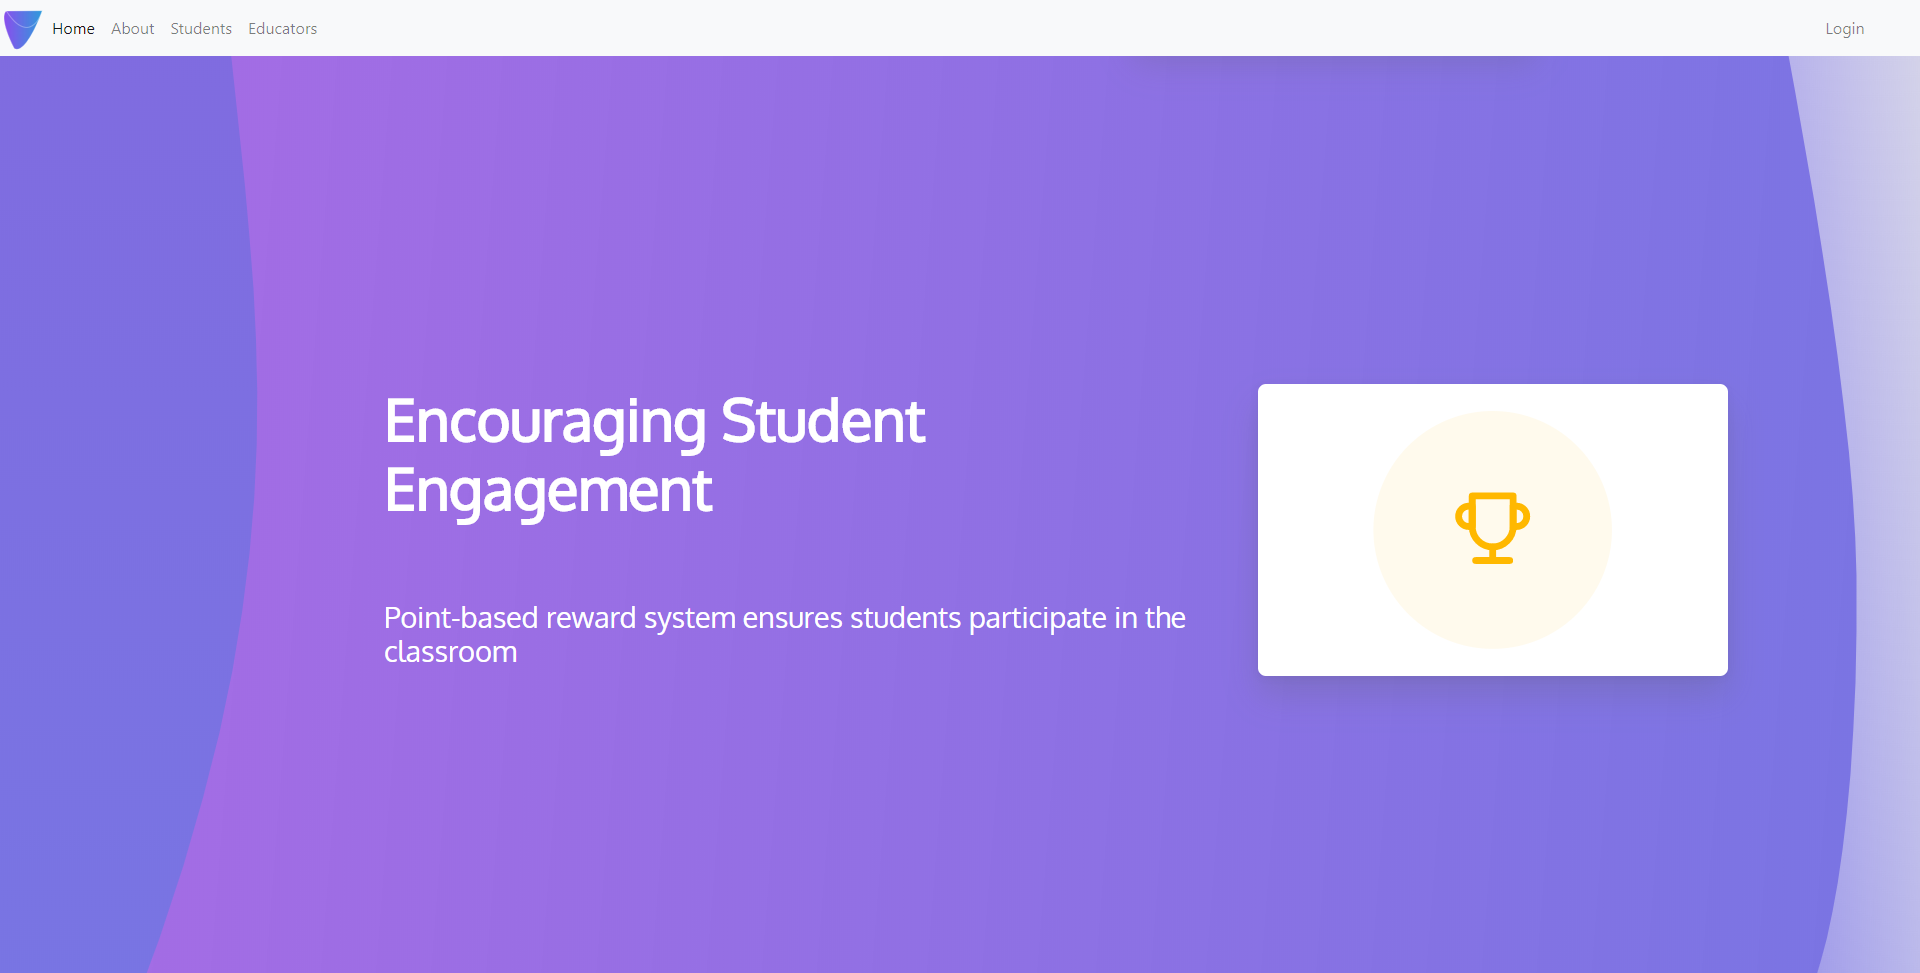 Home About Students Educators Login
Encouraging Student
Engagement
Point-based reward system ensures students participate in the
classroom